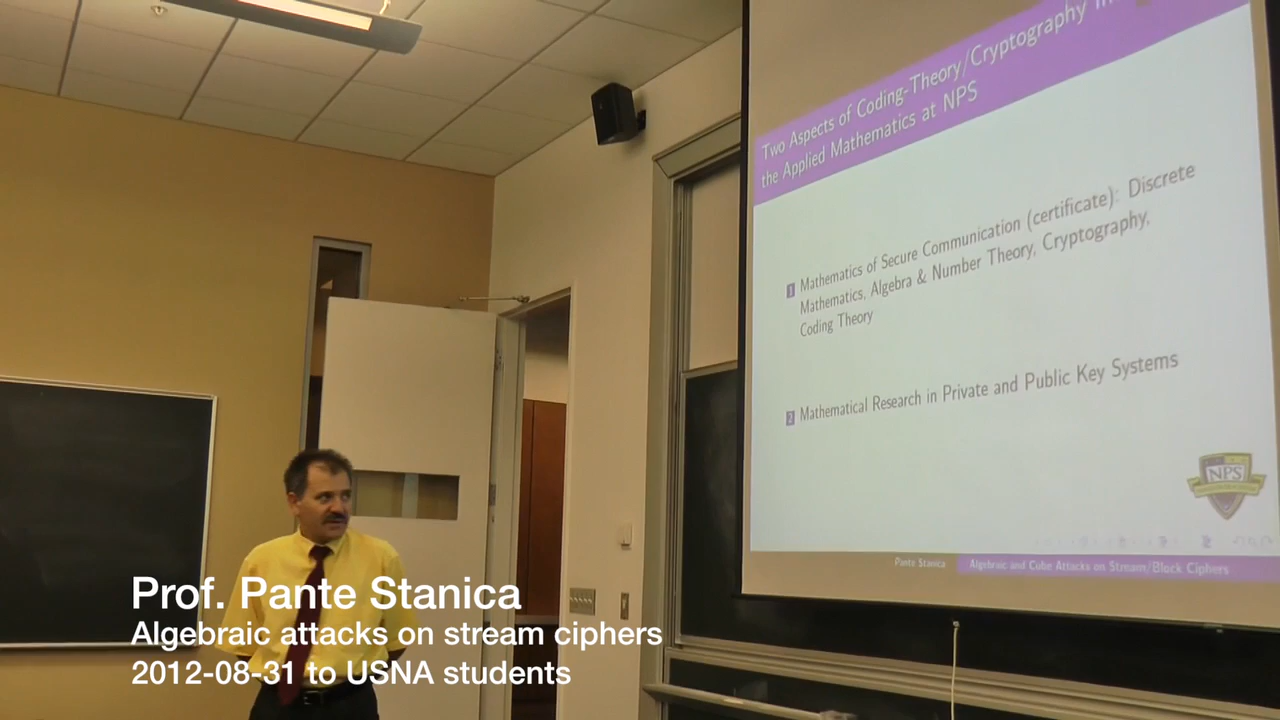 Two Aspects of Coding-Theory/Cryptography in
the Applied Mathematics at NPS
1 Mathematics of Secure Communication (certificate): Discrete
Mathematics, Algebra & Number Theory, Cryptography,
Coding Theory
2 Mathematical Research in Private and Public Key Systems
NPS
Pante Stanica Algebraic and Cube Attacks on Stream/Block Ciphers
Prof. Pante Stanica
Algebraic attacks on stream ciphers
2012-08-31 to USNA students